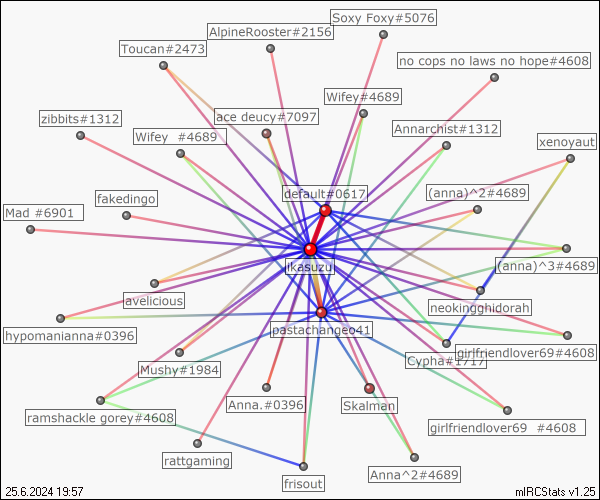 Soxy Foxy#5076
AlpineRooster#2156
Toucan#2473
no cops no laws no hope#4608
Wifey#4689
zibbits#1312
ace deucy#7097
Annarchist#1312
Wifey  #4689
xenoyaut
default#0617
(anna)^2#4689
fakedingo
Mad #6901
ikasuzu
(anna)^3#4689
avelicious
neokingghidorah
pastachangeo41
hypomanianna#0396
Cypha#1717
girlfriendlover69#4608
Mushy#1984
Anna.#0396
Skalman
ramshackle gorey#4608
girlfriendlover69  #4608
rattgaming
Anna^2#4689
frisout
25.6.2024 19:57
mIRCStats v1.25